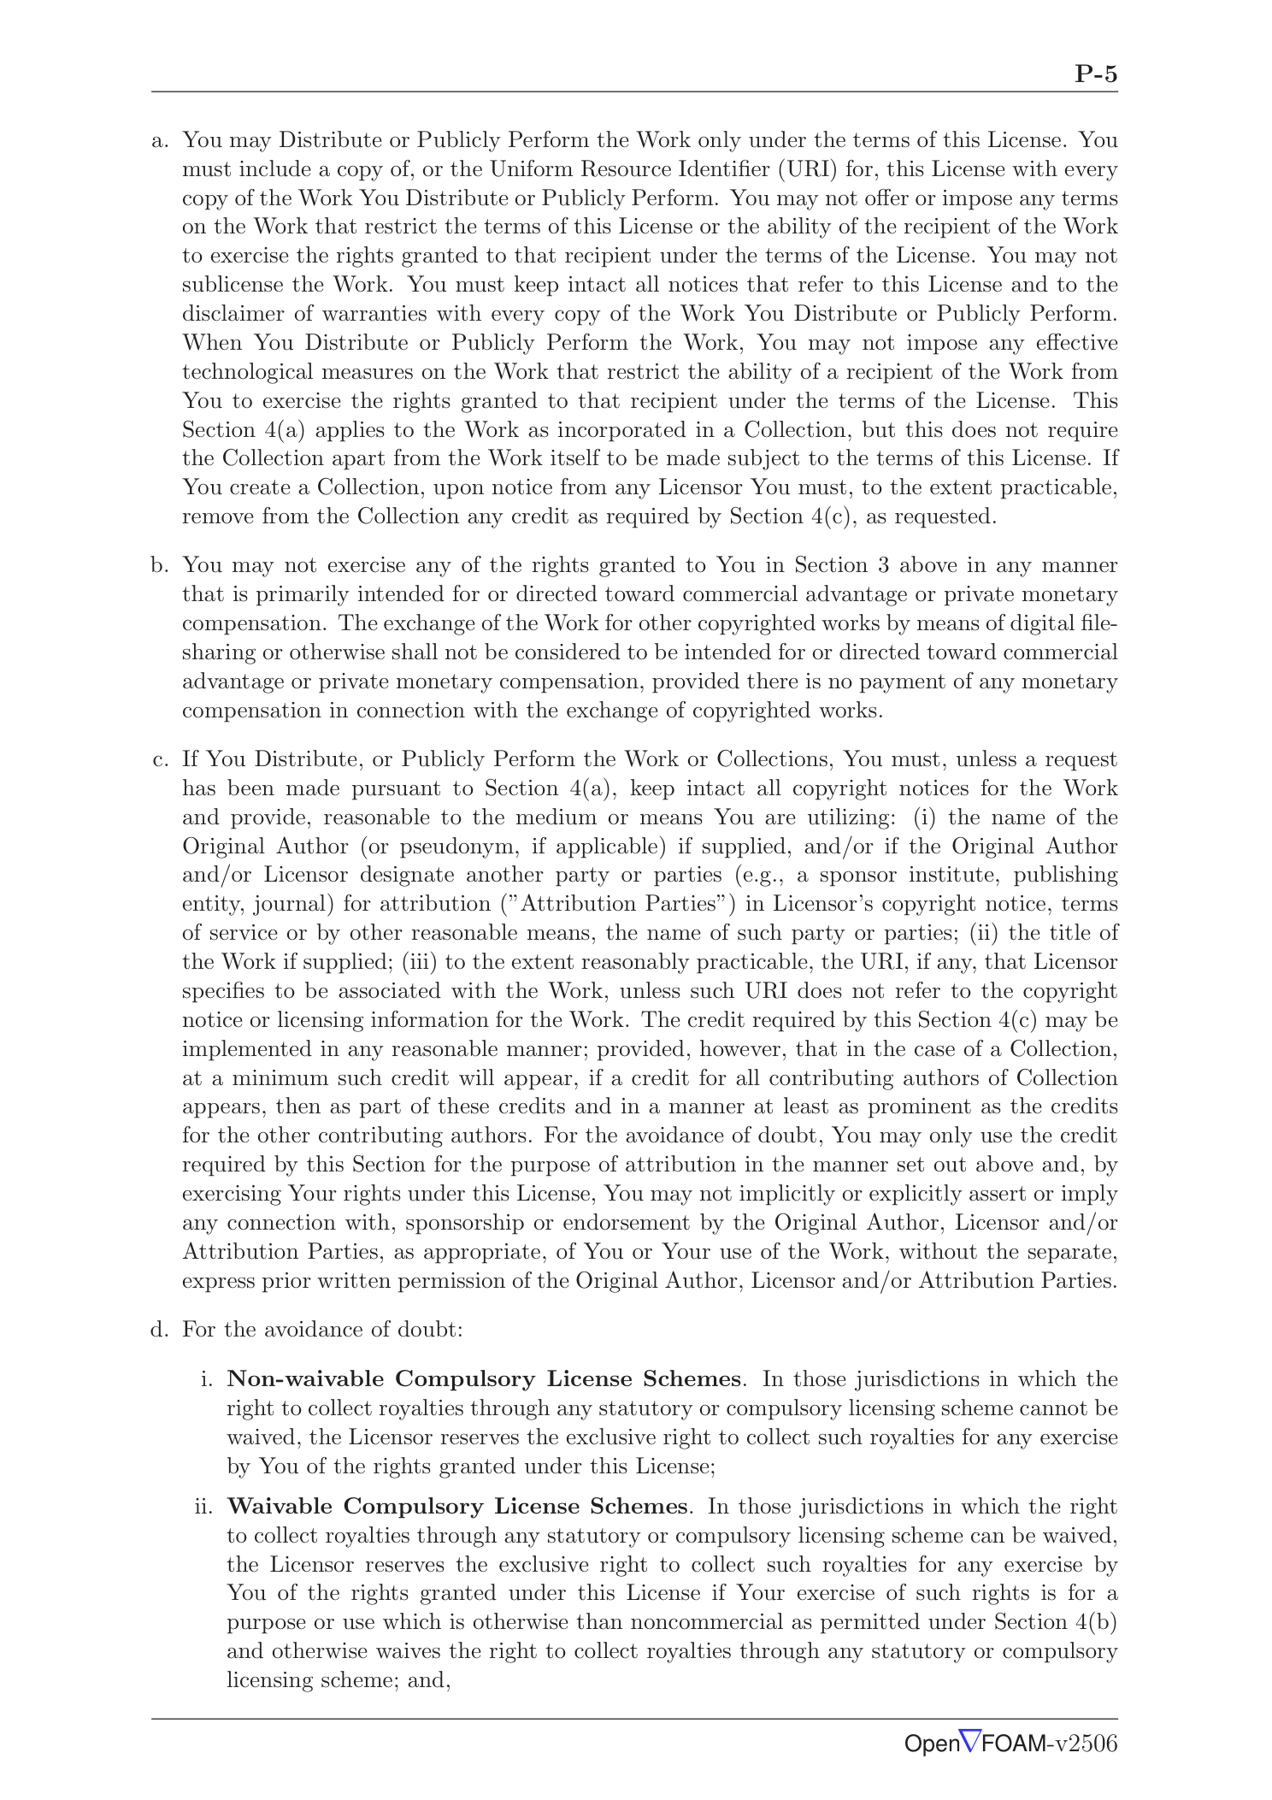 P-5
a. You may Distribute or Publicly Perform the Work only under the terms of this License. You
must include a copy of, or the Uniform Resource Identifier (URI) for, this License with every
copy of the Work You Distribute or Publicly Perform. You may not offer or impose any terms
on the Work that restrict the terms of this License or the ability of the recipient of the Work
to exercise the rights granted to that recipient under the terms of the License. You may not
sublicense the Work. You must keep intact all notices that refer to this License and to the
disclaimer of warranties with every copy of the Work You Distribute or Publicly Perform.
When You Distribute or Publicly Perform the Work, You may not impose any effective
technological measures on the Work that restrict the ability of a recipient of the Work from
You to exercise the rights granted to that recipient under the terms of the License. This
Section 4(a) applies to the Work as incorporated in a Collection, but this does not require
the Collection apart from the Work itself to be made subject to the terms of this License. If
You create a Collection, upon notice from any Licensor You must, to the extent practicable,
remove from the Collection any credit as required by Section 4(c), as requested.
b. You may not exercise any of the rights granted to You in Section 3 above in any manner
that is primarily intended for or directed toward commercial advantage or private monetary
compensation. The exchange of the Work for other copyrighted works by means of digital file-
sharing or otherwise shall not be considered to be intended for or directed toward commercial
advantage or private monetary compensation, provided there is no payment of any monetary
compensation in connection with the exchange of copyrighted works.
c. If You Distribute, or Publicly Perform the Work or Collections, You must, unless a request
has been made pursuant to Section 4(a), keep intact all copyright notices for the Work
and provide, reasonable to the medium or means You are utilizing: (i) the name of the
Original Author (or pseudonym, if applicable) if supplied, and/or if the Original Author
and/or Licensor designate another party or parties (e.g., a sponsor institute, publishing
entity, journal) for attribution (”Attribution Parties”) in Licensor’s copyright notice, terms
of service or by other reasonable means, the name of such party or parties; (ii) the title of
the Work if supplied; (iii) to the extent reasonably practicable, the URI, if any, that Licensor
specifies to be associated with the Work, unless such URI does not refer to the copyright
notice or licensing information for the Work. The credit required by this Section 4(c) may be
implemented in any reasonable manner; provided, however, that in the case of a Collection,
at a minimum such credit will appear, if a credit for all contributing authors of Collection
appears, then as part of these credits and in a manner at least as prominent as the credits
for the other contributing authors. For the avoidance of doubt, You may only use the credit
required by this Section for the purpose of attribution in the manner set out above and, by
exercising Your rights under this License, You may not implicitly or explicitly assert or imply
any connection with, sponsorship or endorsement by the Original Author, Licensor and/or
Attribution Parties, as appropriate, of You or Your use of the Work, without the separate,
express prior written permission of the Original Author, Licensor and/or Attribution Parties.
d. For the avoidance of doubt:
i. Non-waivable Compulsory License Schemes. In those jurisdictions in which the
right to collect royalties through any statutory or compulsory licensing scheme cannot be
waived, the Licensor reserves the exclusive right to collect such royalties for any exercise
by You of the rights granted under this License;
ii. Waivable Compulsory License Schemes. In those jurisdictions in which the right
to collect royalties through any statutory or compulsory licensing scheme can be waived,
the Licensor reserves the exclusive right to collect such royalties for any exercise by
You of the rights granted under this License if Your exercise of such rights is for a
purpose or use which is otherwise than noncommercial as permitted under Section 4(b)
and otherwise waives the right to collect royalties through any statutory or compulsory
licensing scheme; and,
Open▽FOAM-v2506